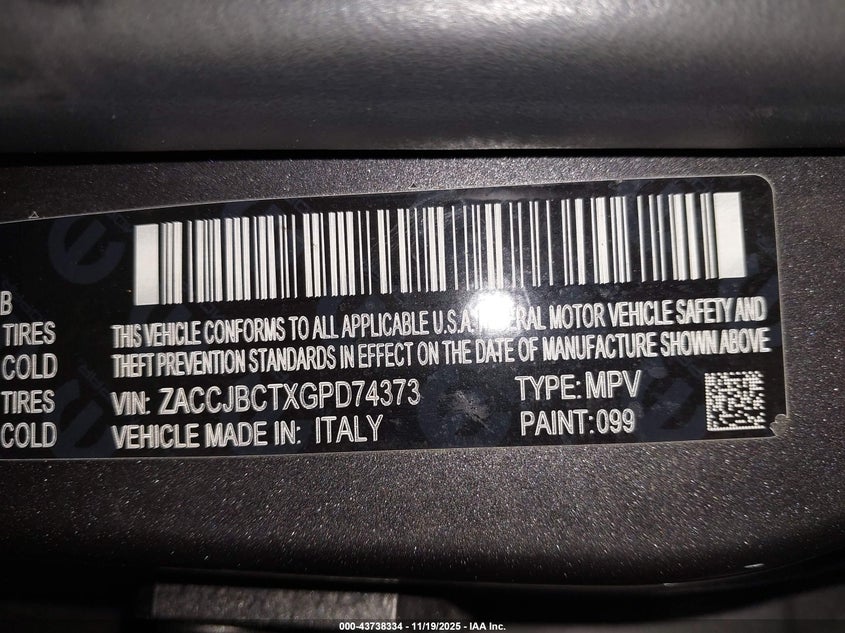 B
TIRES
COLD
TIRES
COLD
THIS VEHICLE CONFORMS TO ALL APPLICABLE U.S.A. MOTOR VEHICLE SAFETY AND
THEFT PREVENTION STANDARDS IN EFFECT ON THE DATE OF MANUFACTURE SHOWN ABOVE
VIN: ZACCJBCTXGPD74373 TYPE: MPV
VEHICLE MADE IN: ITALY PAINT: 099
000-43738334 | 11/19/2025 | IAA Inc.